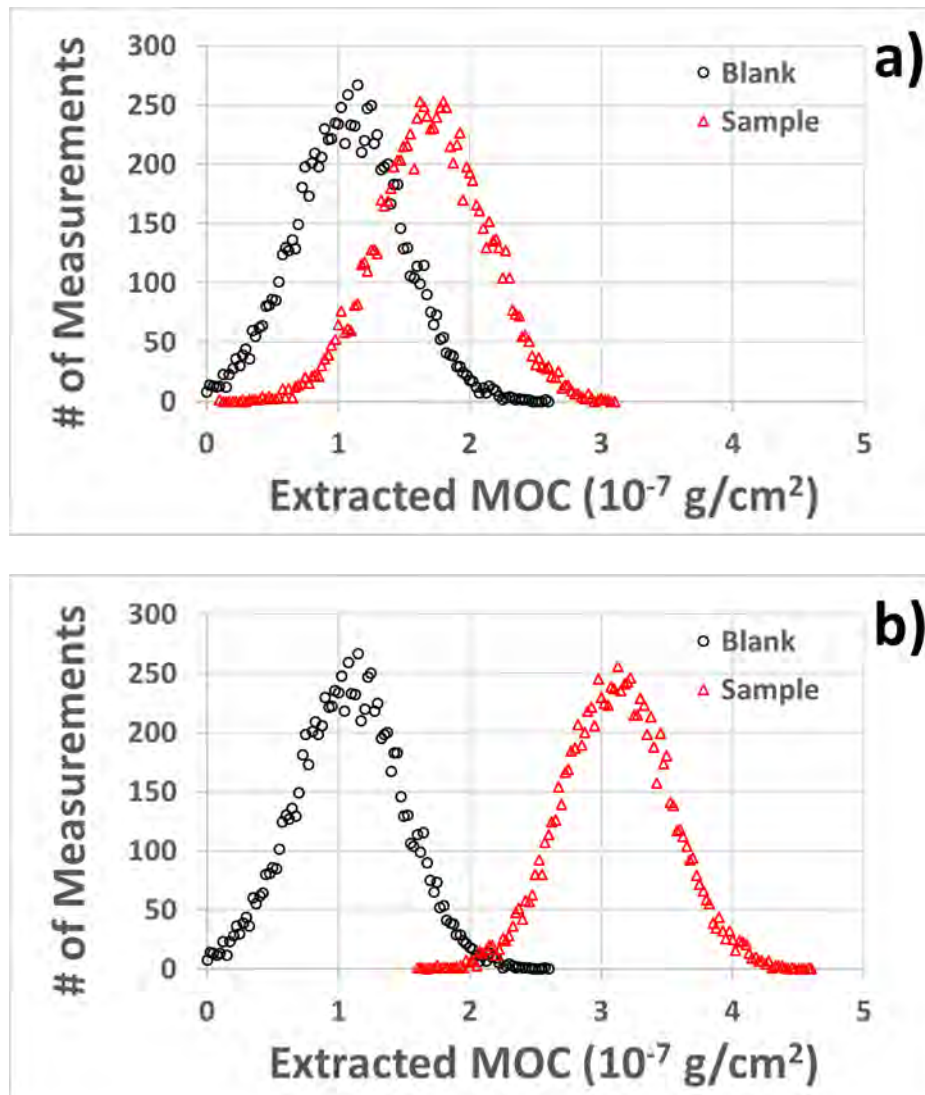 a)
# of Measurements
300
250
200
150
100
50
0
Blank
Sample
0 1 2 3 4 5
Extracted MOC (10⁻⁷ g/cm²)
b)
# of Measurements
300
250
200
150
100
50
0
Blank
Sample
0 1 2 3 4 5
Extracted MOC (10⁻⁷ g/cm²)